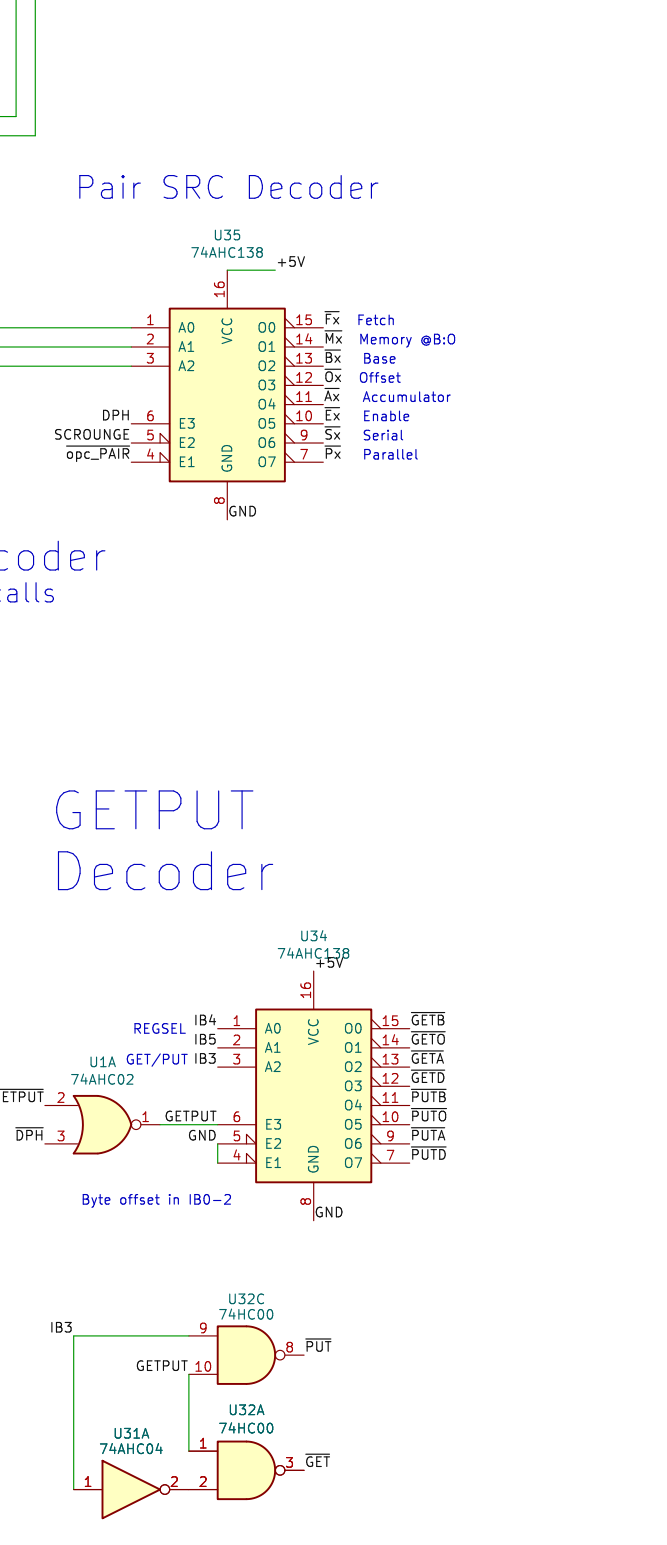 Pair SRC Decoder
U35
74AHC138
+5V
16
1 A0 VCC O0 15 Fx Fetch
2 A1 O1 14 Mx Memory @B:O
3 A2 O2 13 Bx Base
O3 12 Ox Offset
O4 11 Ax Accumulator
DPH 6 E3 O5 10 Ex Enable
SCROUNGE 5 E2 O6 9 Sx Serial
opc_PAIR 4 E1 GND O7 7 Px Parallel
8
GND
coder
calls
GETPUT
Decoder
U34
74AHC138
+5V
16
REGSEL IB4 1 A0 VCC O0 15 GETB
IB5 2 A1 O1 14 GETO
GET/PUT IB3 3 A2 O2 13 GETA
O3 12 GETD
U1A
74AHC02
ETPUT 2
DPH 3
1
O4 11 PUTB
GETPUT 6 E3 O5 10 PUTO
GND 5 E2 O6 9 PUTA
4 E1 GND O7 7 PUTD
Byte offset in IB0-2
8
GND
U32C
74HC00
IB3 9
8 PUT
GETPUT 10
U32A
74HC00
U31A
74AHC04
1
3 GET
1 2 2